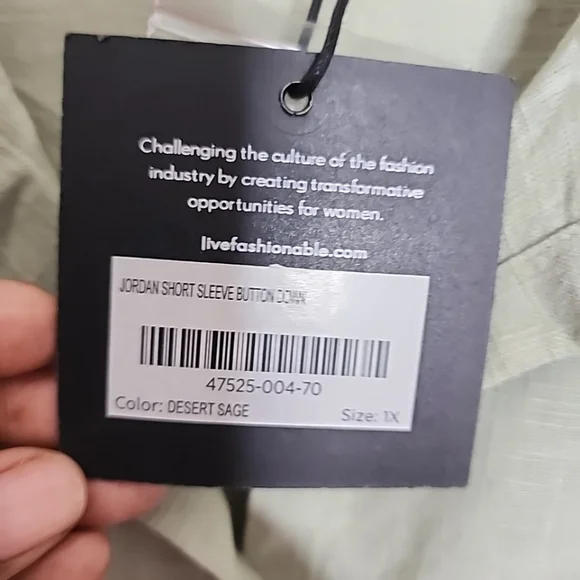 Challenging the culture of the fashion
industry by creating transformative
opportunities for women.
livefashionable.com
JORDAN SHORT SLEEVE BUTTON DOWN
47525-004-70
Color: DESERT SAGE Size: 1X